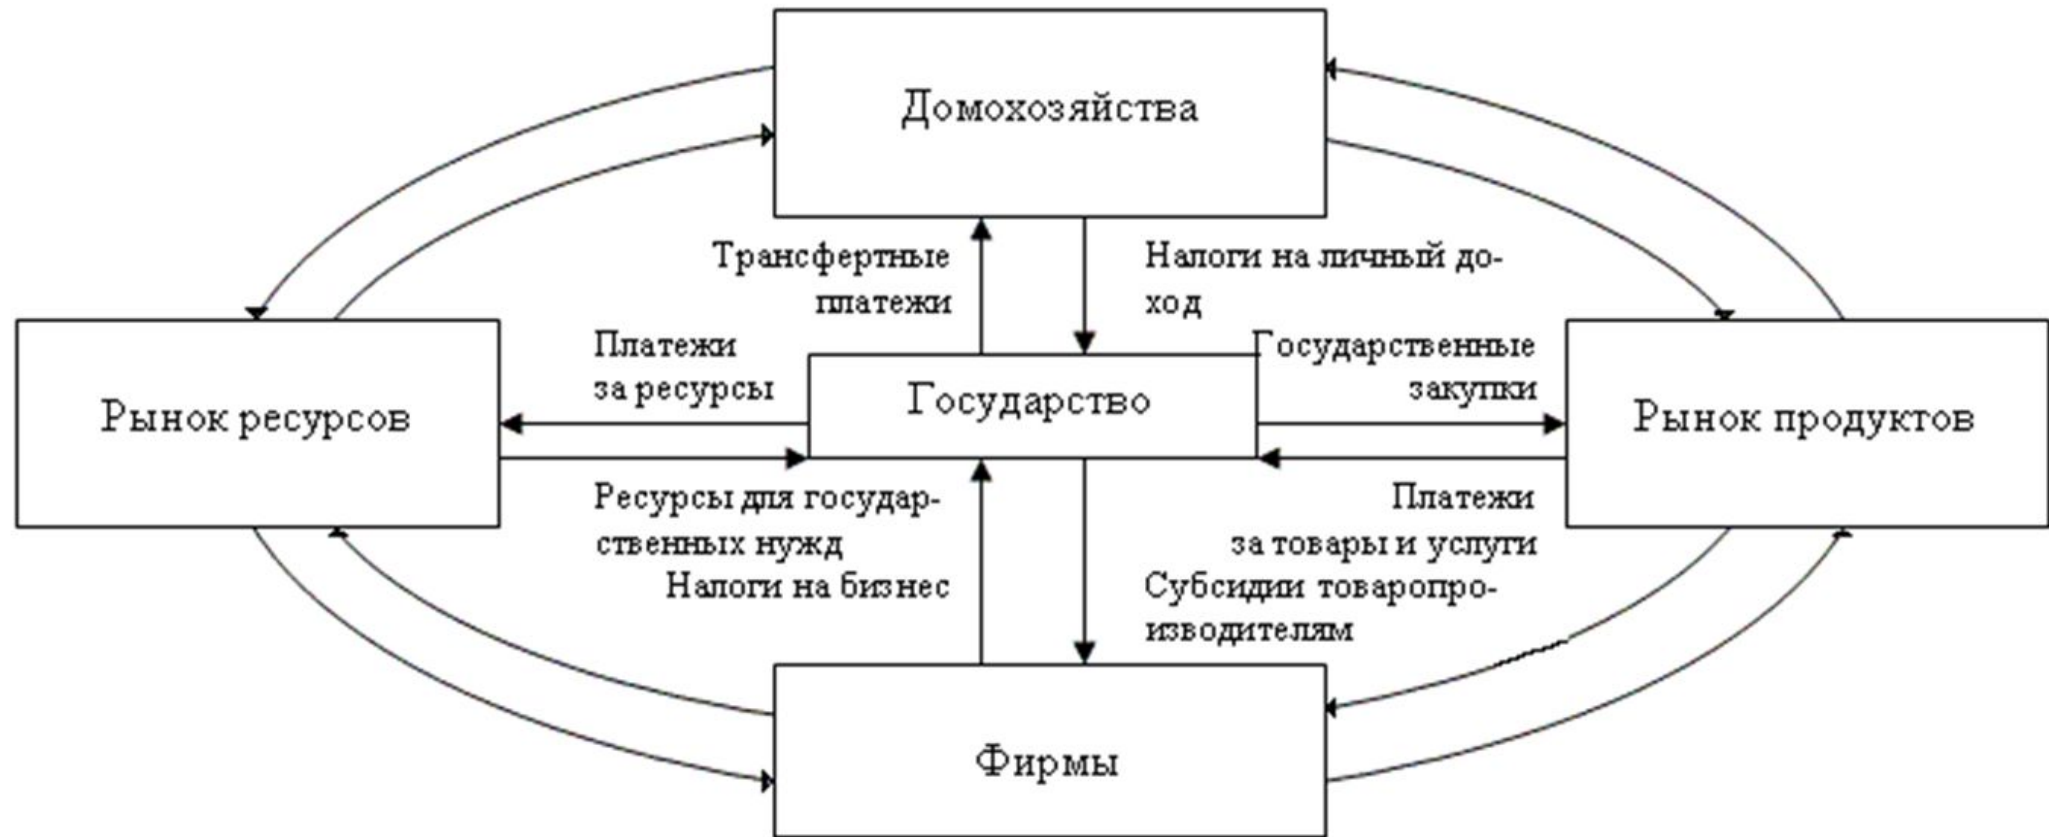 Домохозяйства
Трансфертные
платежи
Налоги на личный до-
ход
Платежи
за ресурсы
Государственные
закупки
Рынок ресурсов
Государство
Рынок продуктов
Ресурсы для государ-
ственных нужд
Платежи
за товары и услуги
Налоги на бизнес
Субсидии товаропро-
изводителям
Фирмы